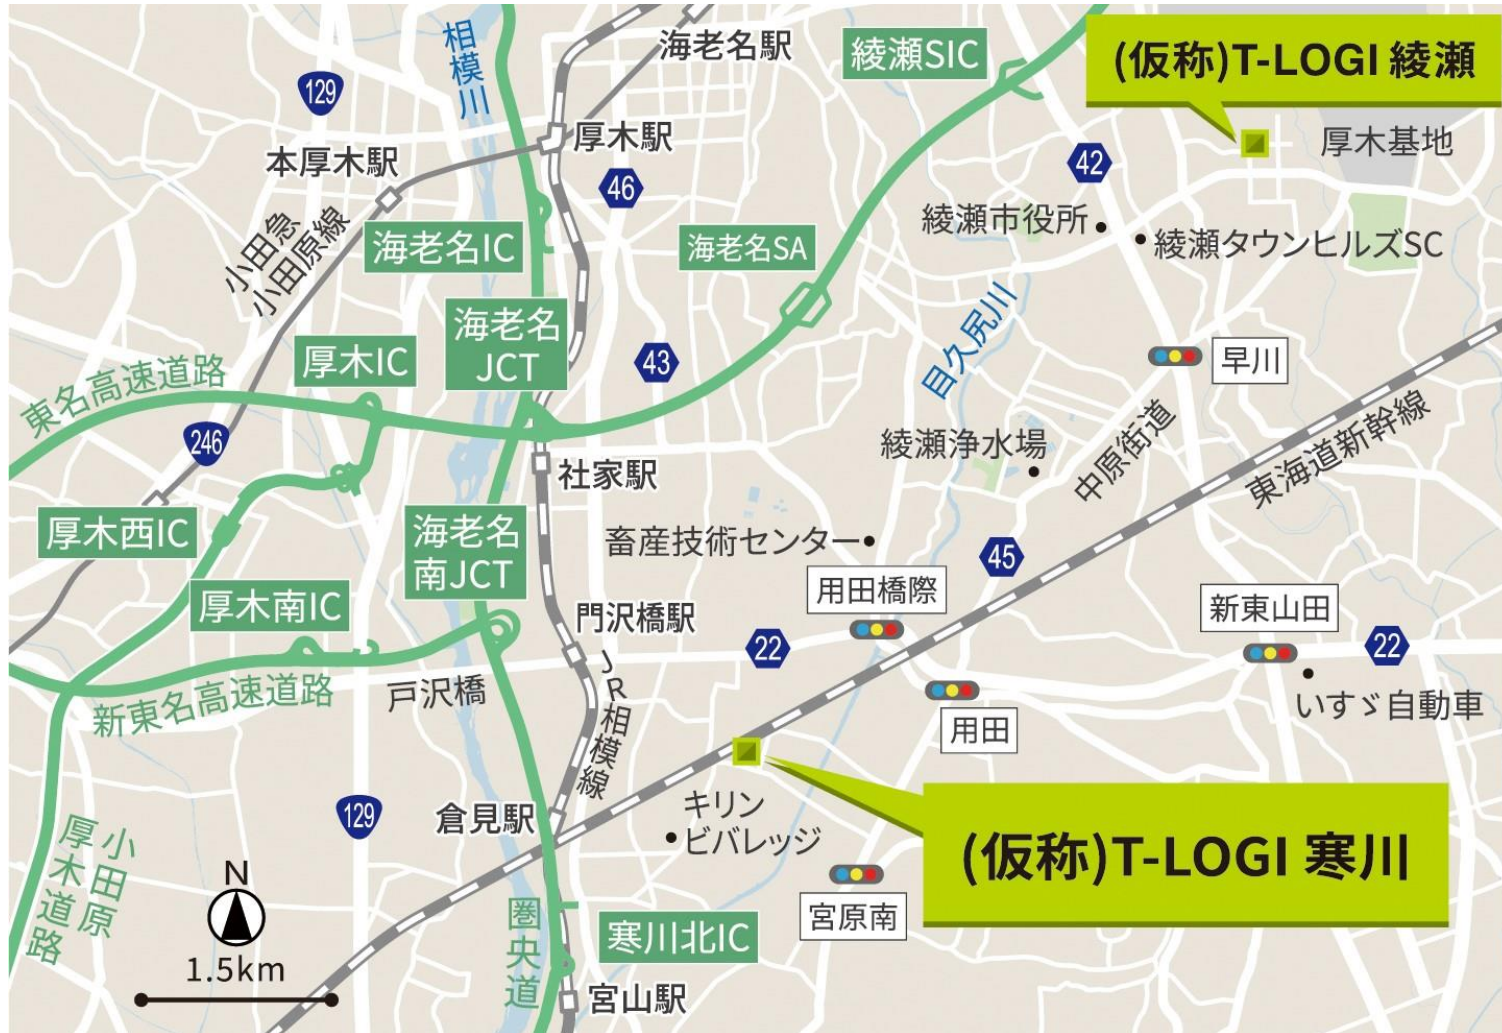 海老名駅
綾瀬SIC
(仮称)T-LOGI 綾瀬
相模川
129
本厚木駅
厚木駅
46
42
厚木基地
小田急
小田原線
海老名IC
海老名SA
綾瀬市役所
綾瀬タウンヒルズSC
海老名
JCT
厚木IC
43
目久尻川
早川
東名高速道路
246
社家駅
綾瀬浄水場
中原街道
東海道新幹線
厚木西IC
海老名
南JCT
畜産技術センター
45
厚木南IC
門沢橋駅
用田橋際
新東山田
22
22
新東名高速道路
戸沢橋
JR相模線
用田
いすゞ自動車
129
倉見駅
キリン
ビバレッジ
(仮称)T-LOGI 寒川
小田原
厚木道路
N
1.5km
圏央道
寒川北IC
宮原南
宮山駅